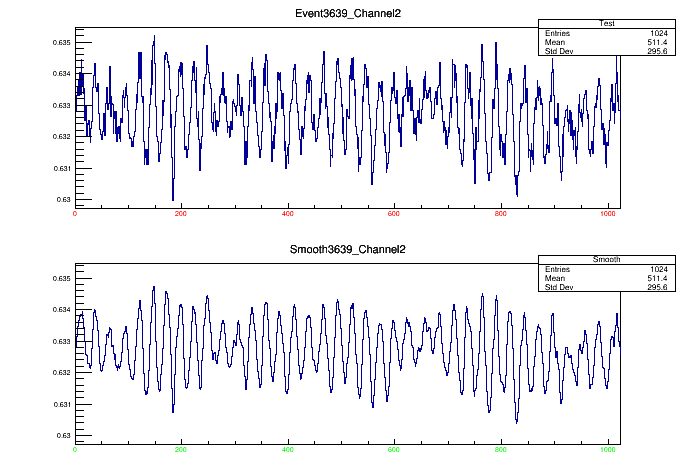 Event3639_Channel2
Test
Entries 1024
Mean 511.4
Std Dev 295.6
0.635
0.634
0.633
0.632
0.631
0.63
0 200 400 600 800 1000
Smooth3639_Channel2
Smooth
Entries 1024
Mean 511.4
Std Dev 295.6
0.635
0.634
0.633
0.632
0.631
0.63
0 200 400 600 800 1000